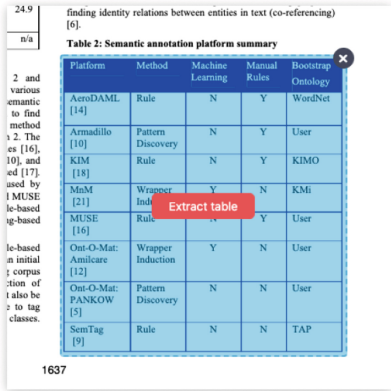 24.9
n/a
finding identity relations between entities in text (co-referencing)
[6].
Table 2: Semantic annotation platform summary
Platform Method Machine Learning Manual Rules Bootstrap Ontology
AeroDAML [14] Rule N Y WordNet
Armadillo [10] Pattern Discovery N Y User
KIM [18] Rule N Y KIMO
MnM [21] Wrapper Y N KMi
Extract table
MUSE [16] Rule N Y User
Ont-O-Mat: Amilcare [12] Wrapper Induction Y N User
Ont-O-Mat: PANKOW [5] Pattern Discovery N N User
SemTag [9] Rule N N TAP
2 and
various
emantic
to find
method
2. The
es [16],
10], and
ed [17].
used by
MUSE
le-based
ng-based
le-based
an initial
g corpus
ction of
t also be
e to tag
classes.
1637